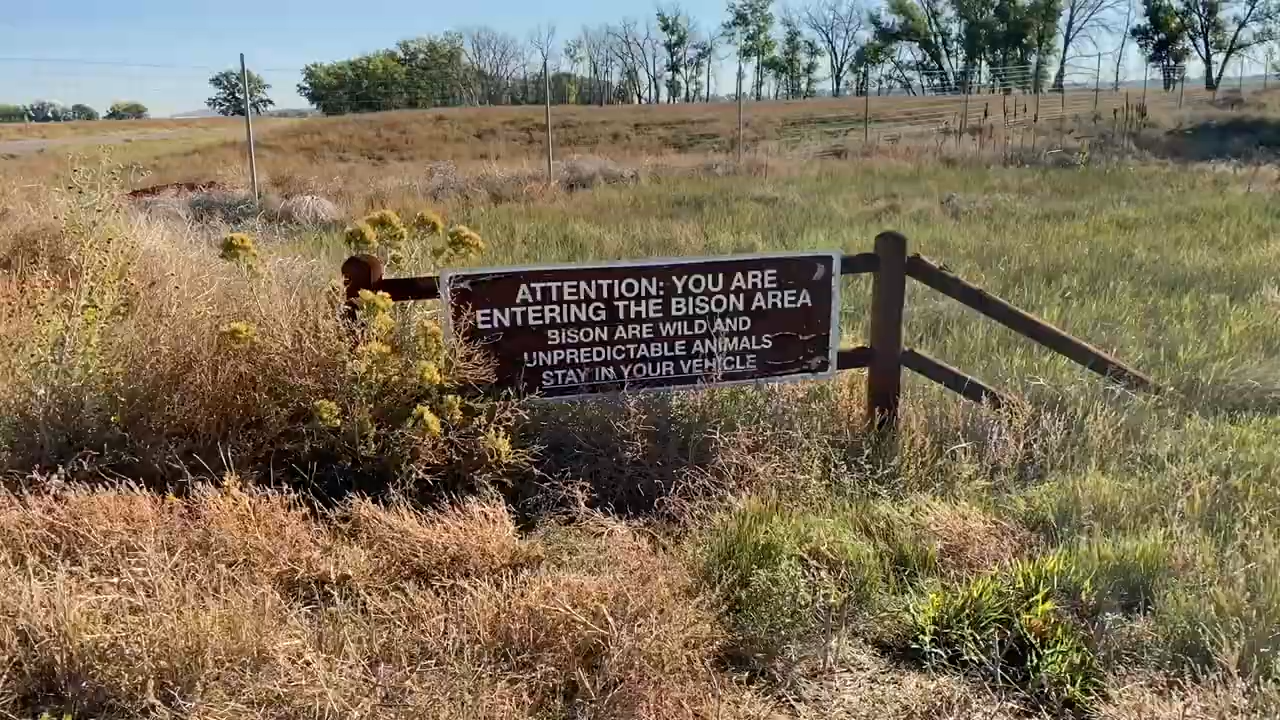 ATTENTION: YOU ARE
ENTERING THE BISON AREA
BISON ARE WILD AND
UNPREDICTABLE ANIMALS
STAY IN YOUR VEHICLE